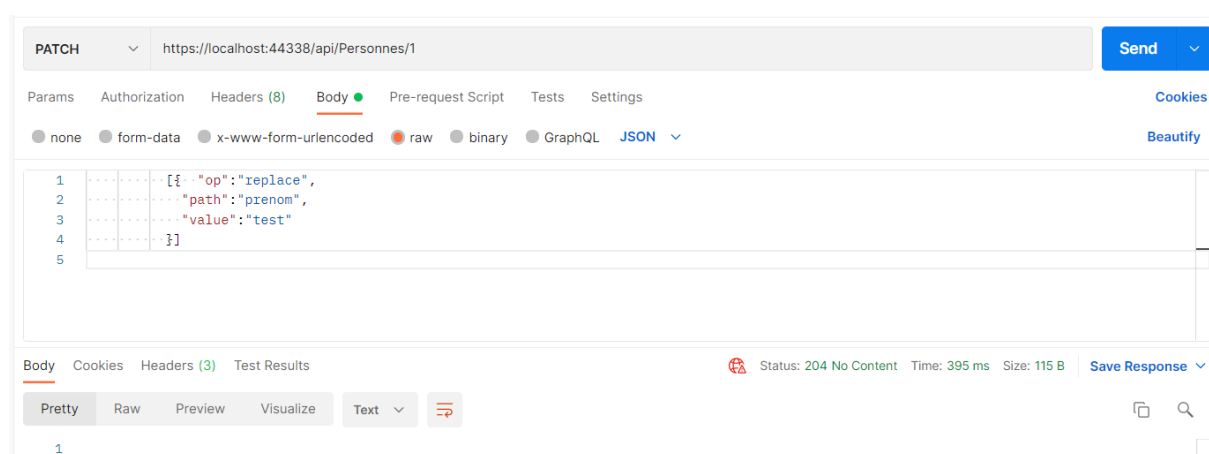 PATCH https://localhost:44338/api/Personnes/1 Send
Params Authorization Headers (8) Body Pre-request Script Tests Settings Cookies
none form-data x-www-form-urlencoded raw binary GraphQL JSON Beautify
1 [{ "op":"replace",
2 "path":"prenom",
3 "value":"test"
4 }]
5
Body Cookies Headers (3) Test Results Status: 204 No Content Time: 395 ms Size: 115 B Save Response
Pretty Raw Preview Visualize Text
1